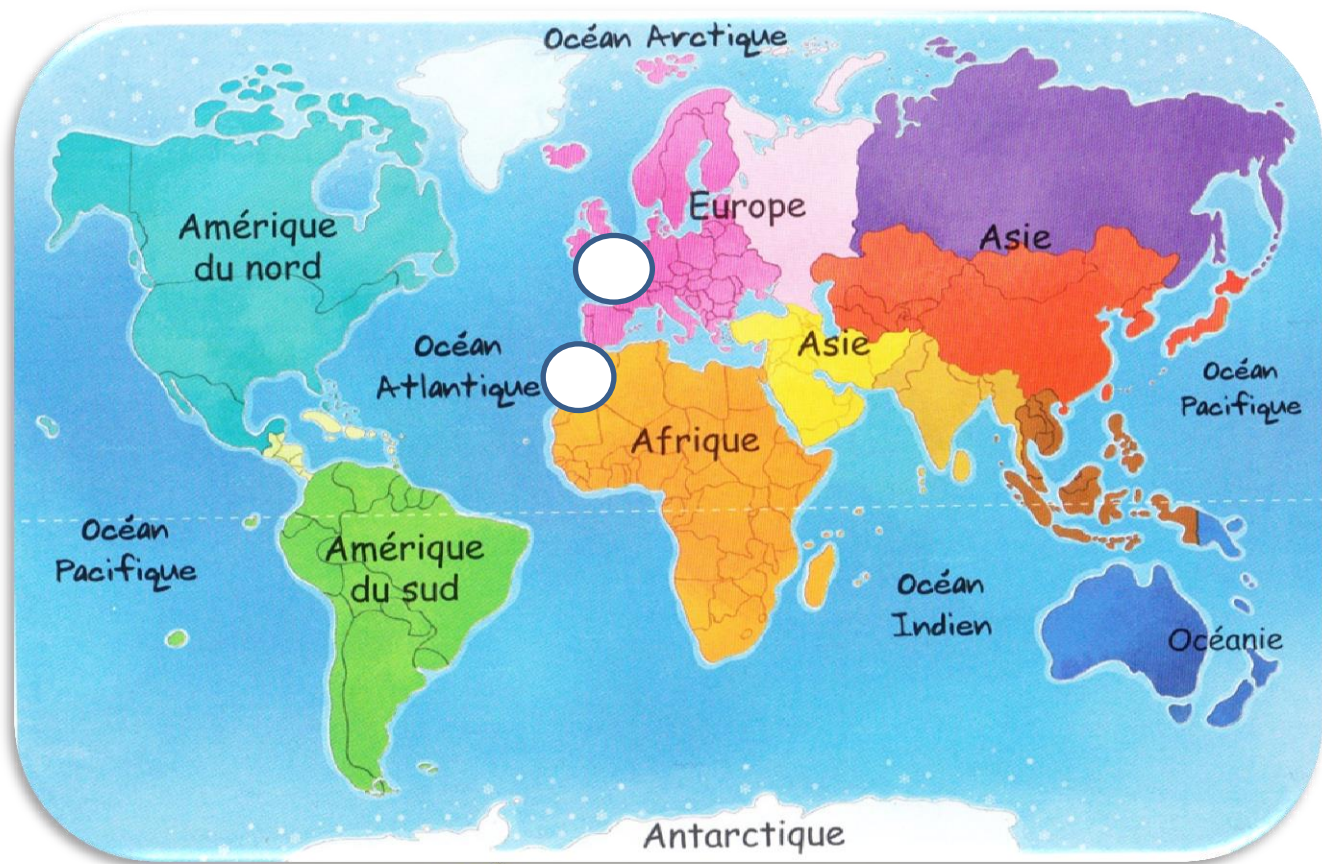 Océan Arctique
Europe
Amérique
du nord
Asie
Océan
Atlantique
Asie
Océan
Pacifique
Afrique
Océan
Pacifique
Amérique
du sud
Océan
Indien
Océanie
Antarctique